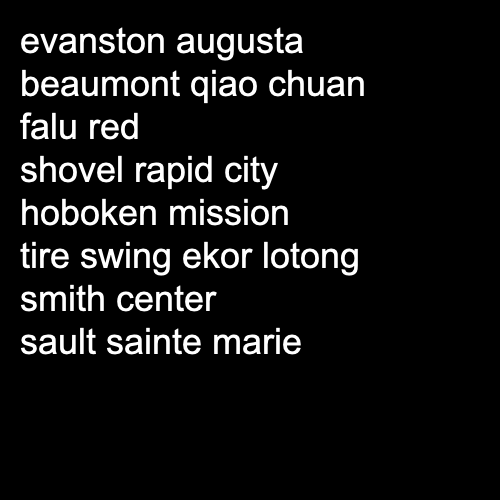 evanston augusta
beaumont qiao chuan
falu red
shovel rapid city
hoboken mission
tire swing ekor lotong
smith center
sault sainte marie